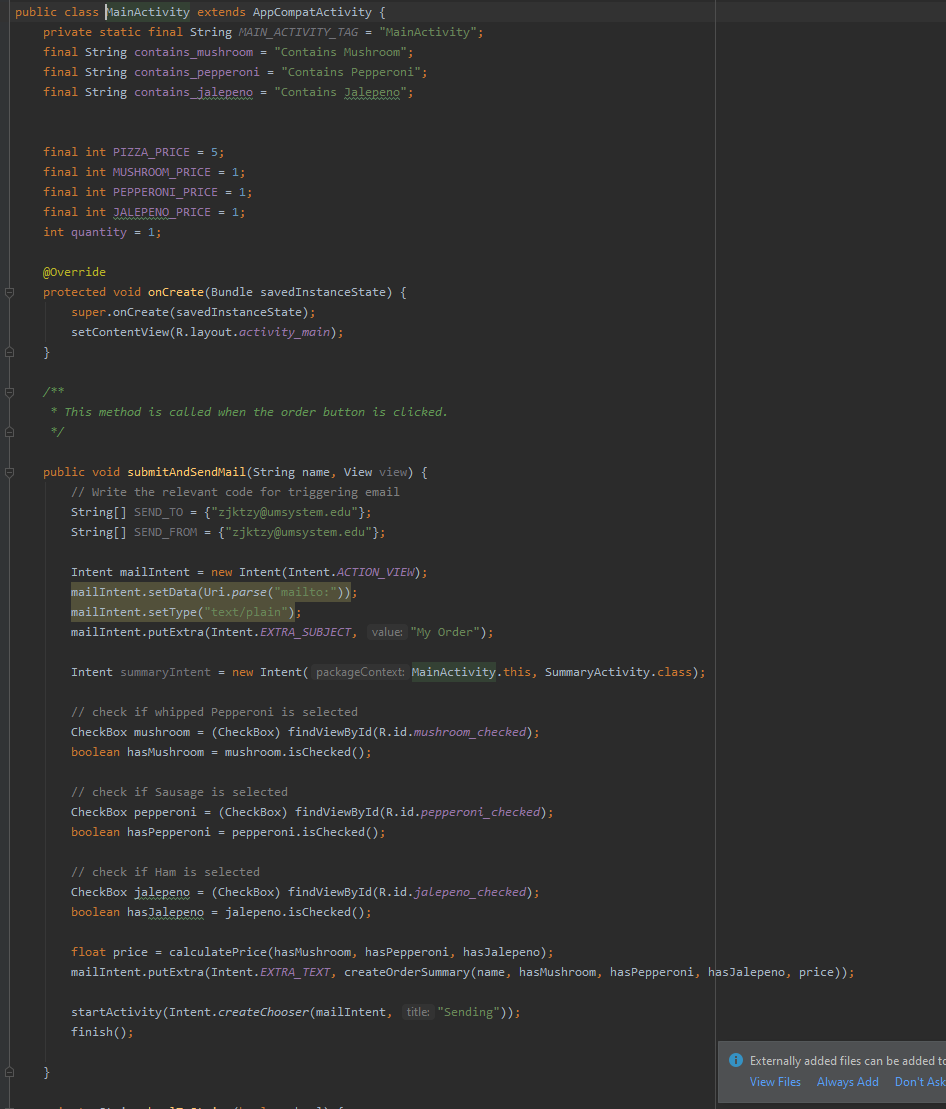 public class MainActivity extends AppCompatActivity {
private static final String MAIN_ACTIVITY_TAG = "MainActivity";
final String contains_mushroom = "Contains Mushroom";
final String contains_pepperoni = "Contains Pepperoni";
final String contains_jalepeno = "Contains Jalepeno";
final int PIZZA_PRICE = 5;
final int MUSHROOM_PRICE = 1;
final int PEPPERONI_PRICE = 1;
final int JALEPENO_PRICE = 1;
int quantity = 1;
@Override
protected void onCreate(Bundle savedInstanceState) {
super.onCreate(savedInstanceState);
setContentView(R.layout.activity_main);
}
/**
* This method is called when the order button is clicked.
*/
public void submitAndSendMail(String name, View view) {
// Write the relevant code for triggering email
String[] SEND_TO = {"zjktzy@umsystem.edu"};
String[] SEND_FROM = {"zjktzy@umsystem.edu"};
Intent mailIntent = new Intent(Intent.ACTION_VIEW);
mailIntent.setData(Uri.parse("mailto:"));
mailIntent.setType("text/plain");
mailIntent.putExtra(Intent.EXTRA_SUBJECT, value: "My Order");
Intent summaryIntent = new Intent( packageContext: MainActivity.this, SummaryActivity.class);
// check if whipped Pepperoni is selected
CheckBox mushroom = (CheckBox) findViewById(R.id.mushroom_checked);
boolean hasMushroom = mushroom.isChecked();
// check if Sausage is selected
CheckBox pepperoni = (CheckBox) findViewById(R.id.pepperoni_checked);
boolean hasPepperoni = pepperoni.isChecked();
// check if Ham is selected
CheckBox jalepeno = (CheckBox) findViewById(R.id.jalepeno_checked);
boolean hasJalepeno = jalepeno.isChecked();
float price = calculatePrice(hasMushroom, hasPepperoni, hasJalepeno);
mailIntent.putExtra(Intent.EXTRA_TEXT, createOrderSummary(name, hasMushroom, hasPepperoni, hasJalepeno, price));
startActivity(Intent.createChooser(mailIntent, title: "Sending"));
finish();
}
Externally added files can be added to
View Files Always Add Don't Ask